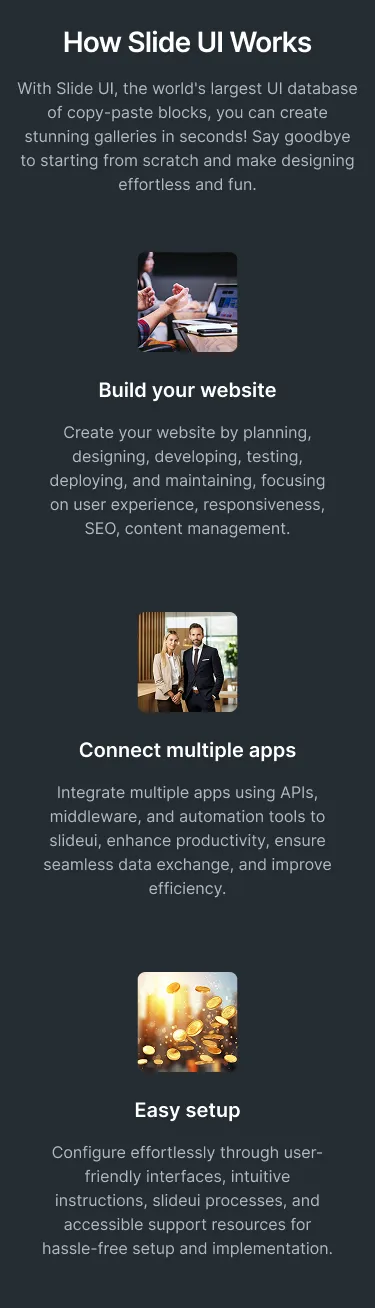 How Slide UI Works
With Slide UI, the world's largest UI database
of copy-paste blocks, you can create
stunning galleries in seconds! Say goodbye
to starting from scratch and make designing
effortless and fun.
Build your website
Create your website by planning,
designing, developing, testing,
deploying, and maintaining, focusing
on user experience, responsiveness,
SEO, content management.
Connect multiple apps
Integrate multiple apps using APIs,
middleware, and automation tools to
slideui, enhance productivity, ensure
seamless data exchange, and improve
efficiency.
Easy setup
Configure effortlessly through user-
friendly interfaces, intuitive
instructions, slideui processes, and
accessible support resources for
hassle-free setup and implementation.